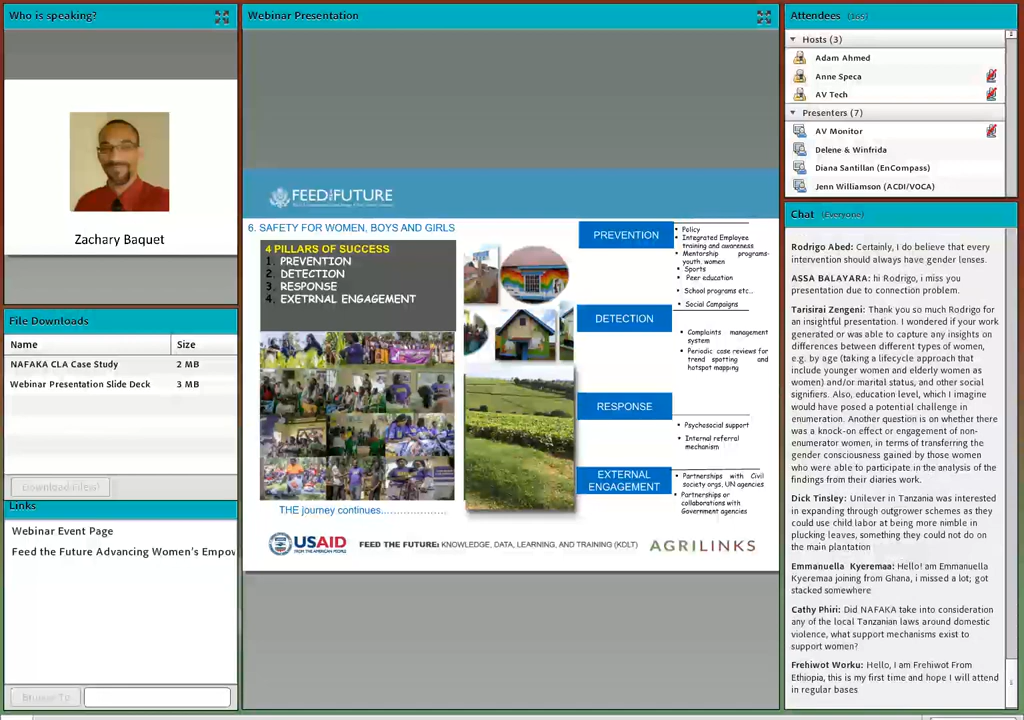 Who is speaking?
Zachary Baquet
File Downloads
Name Size
NAFAKA CLA Case Study 2 MB
Webinar Presentation Slide Deck 3 MB
Download File(s)
Links
Webinar Event Page
Feed the Future Advancing Women's Empov
Browse To
Webinar Presentation
FEED THE FUTURE
6. SAFETY FOR WOMEN, BOYS AND GIRLS
4 PILLARS OF SUCCESS
1. PREVENTION
2. DETECTION
3. RESPONSE
4. EXETRNAL ENGAGEMENT
THE journey continues....................
PREVENTION
• Policy
• Integrated Employee
training and awareness
• Mentorship programs-
youth women
• Sports
• Peer education
• School programs etc...
• Social Campaigns
DETECTION
• Complaints management
system
• Periodic case reviews for
trend spotting and
hotspot mapping
RESPONSE
• Psychosocial support
• Internal referral
mechanism
EXTERNAL
ENGAGEMENT
• Partnerships with Civil
society orgs, UN agencies
• Partnerships or
collaborations with
Government agencies
USAID
FROM THE AMERICAN PEOPLE
FEED THE FUTURE: KNOWLEDGE, DATA, LEARNING, AND TRAINING (KDLT)
AGRILINKS
Attendees (165)
Hosts (3)
Adam Ahmed
Anne Speca
AV Tech
Presenters (7)
AV Monitor
Delene & Winfrida
Diana Santillan (EnCompass)
Jenn Williamson (ACDI/VOCA)
Chat (Everyone)
Rodrigo Abed: Certainly, I do believe that every
intervention should always have gender lenses.
ASSA BALAYARA: hi Rodrigo, i miss you
presentation due to connection problem.
Tarisirai Zengeni: Thank you so much Rodrigo for
an insightful presentation. I wondered if your work
generated or was able to capture any insights on
differences between different types of women,
e.g. by age (taking a lifecycle approach that
include younger women and elderly women as
women) and/or marital status, and other social
signifiers. Also, education level, which I imagine
would have posed a potential challenge in
enumeration. Another question is on whether there
was a knock-on effect or engagement of non-
enumerator women, in terms of transferring the
gender consciousness gained by those women
who were able to participate in the analysis of the
findings from their diaries work.
Dick Tinsley: Unilever in Tanzania was interested
in expanding through outgrower schemes as they
could use child labor at being more nimble in
plucking leaves, something they could not do on
the main plantation
Emmanuella Kyeremaa: Hello! am Emmanuella
Kyeremaa joining from Ghana, i missed a lot; got
stacked somewhere
Cathy Phiri: Did NAFAKA take into consideration
any of the local Tanzanian laws around domestic
violence, what support mechanisms exist to
support women?
Frehiwot Worku: Hello, I am Frehiwot From
Ethiopia, this is my first time and hope I will attend
in regular bases